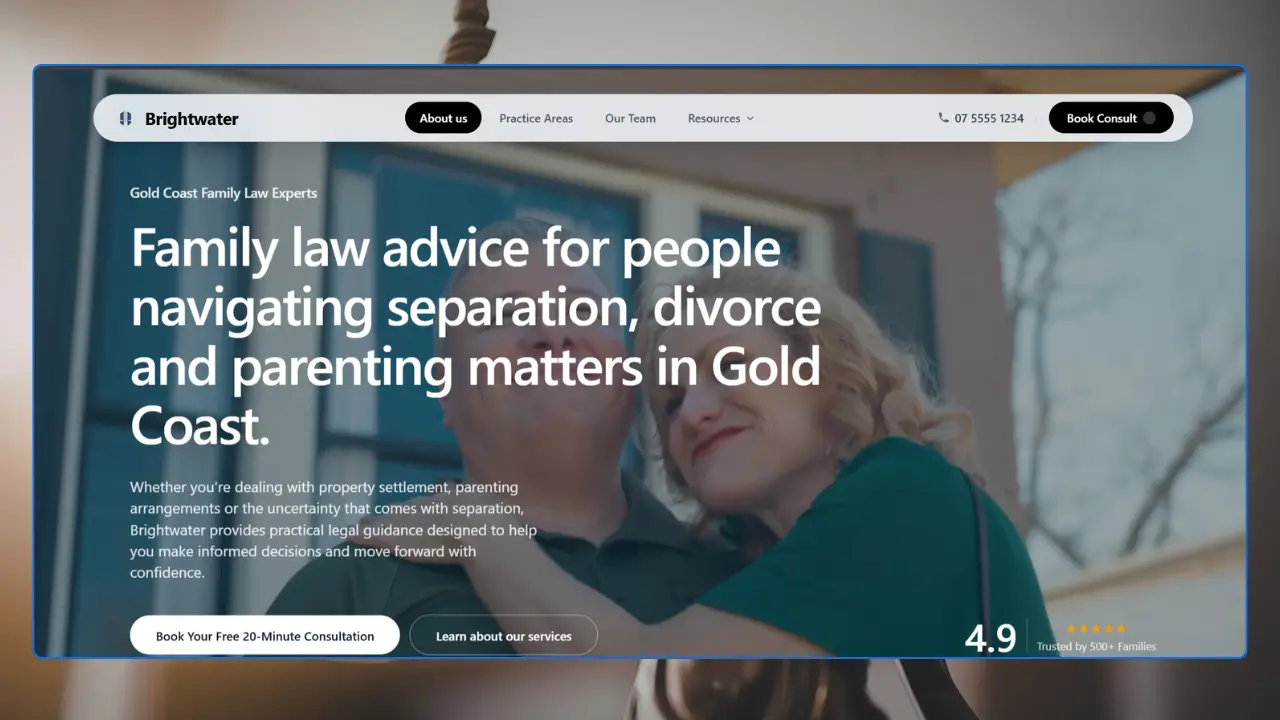 Brightwater
About us
Practice Areas
Our Team
Resources
07 5555 1234
Book Consult
Gold Coast Family Law Experts
Family law advice for people
navigating separation, divorce
and parenting matters in Gold
Coast.
Whether you're dealing with property settlement, parenting
arrangements or the uncertainty that comes with separation,
Brightwater provides practical legal guidance designed to help
you make informed decisions and move forward with
confidence.
Book Your Free 20-Minute Consultation
Learn about our services
4.9
Trusted by 500+ Families